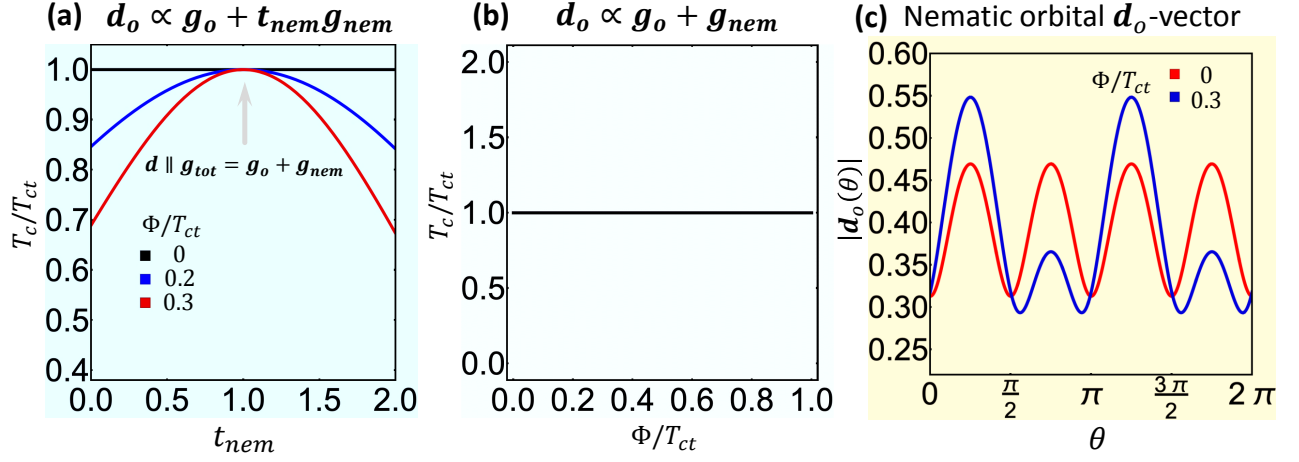 (a) d_o ∝ g_o + t_nem g_nem
T_c/T_ct
1.0
0.9
0.8
0.7
0.6
0.5
0.4
d ∥ g_tot = g_o + g_nem
Φ/T_ct
0
0.2
0.3
0.0 0.5 1.0 1.5 2.0
t_nem
(b) d_o ∝ g_o + g_nem
T_c/T_ct
2.0
1.5
1.0
0.5
0.0
0.0 0.2 0.4 0.6 0.8 1.0
Φ/T_ct
(c) Nematic orbital d_o-vector
|d_o(θ)|
0.60
0.55
0.50
0.45
0.40
0.35
0.30
0.25
Φ/T_ct
0
0.3
0 π/2 π 3π/2 2π
θ